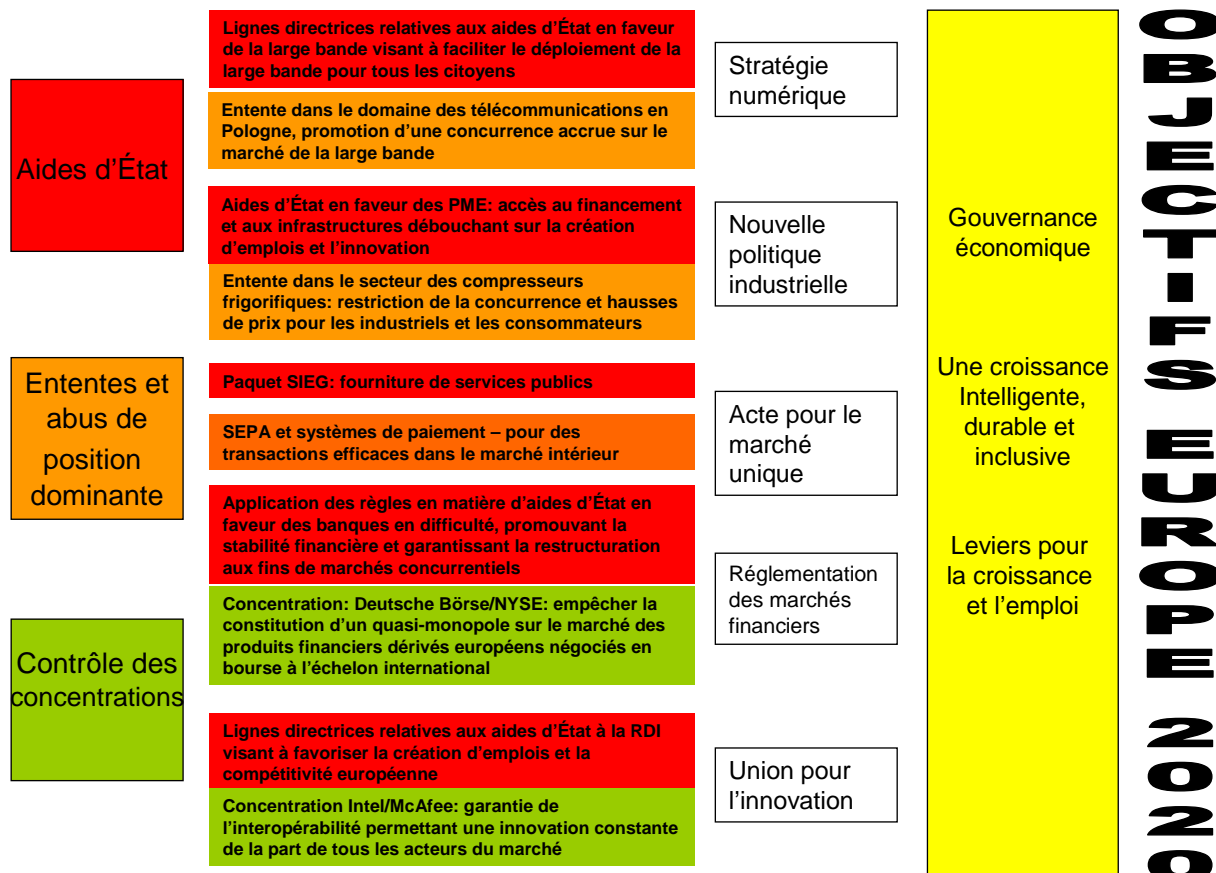 Aides d’État
Ententes et
abus de
position
dominante
Contrôle des
concentrations
Lignes directrices relatives aux aides d’État en faveur
de la large bande visant à faciliter le déploiement de la
large bande pour tous les citoyens
Entente dans le domaine des télécommunications en
Pologne, promotion d’une concurrence accrue sur le
marché de la large bande
Aides d’État en faveur des PME: accès au financement
et aux infrastructures débouchant sur la création
d’emplois et l’innovation
Entente dans le secteur des compresseurs
frigorifiques: restriction de la concurrence et hausses
de prix pour les industriels et les consommateurs
Paquet SIEG: fourniture de services publics
SEPA et systèmes de paiement – pour des
transactions efficaces dans le marché intérieur
Application des règles en matière d’aides d’État en
faveur des banques en difficulté, promouvant la
stabilité financière et garantissant la restructuration
aux fins de marchés concurrentiels
Concentration: Deutsche Börse/NYSE: empêcher la
constitution d’un quasi-monopole sur le marché des
produits financiers dérivés européens négociés en
bourse à l’échelon international
Lignes directrices relatives aux aides d’État à la RDI
visant à favoriser la création d’emplois et la
compétitivité européenne
Concentration Intel/McAfee: garantie de
l’interopérabilité permettant une innovation constante
de la part de tous les acteurs du marché
Stratégie
numérique
Nouvelle
politique
industrielle
Acte pour le
marché
unique
Réglementation
des marchés
financiers
Union pour
l’innovation
Gouvernance
économique
Une croissance
Intelligente,
durable et
inclusive
Leviers pour
la croissance
et l’emploi
OBJECTIFS EUROPE 2020